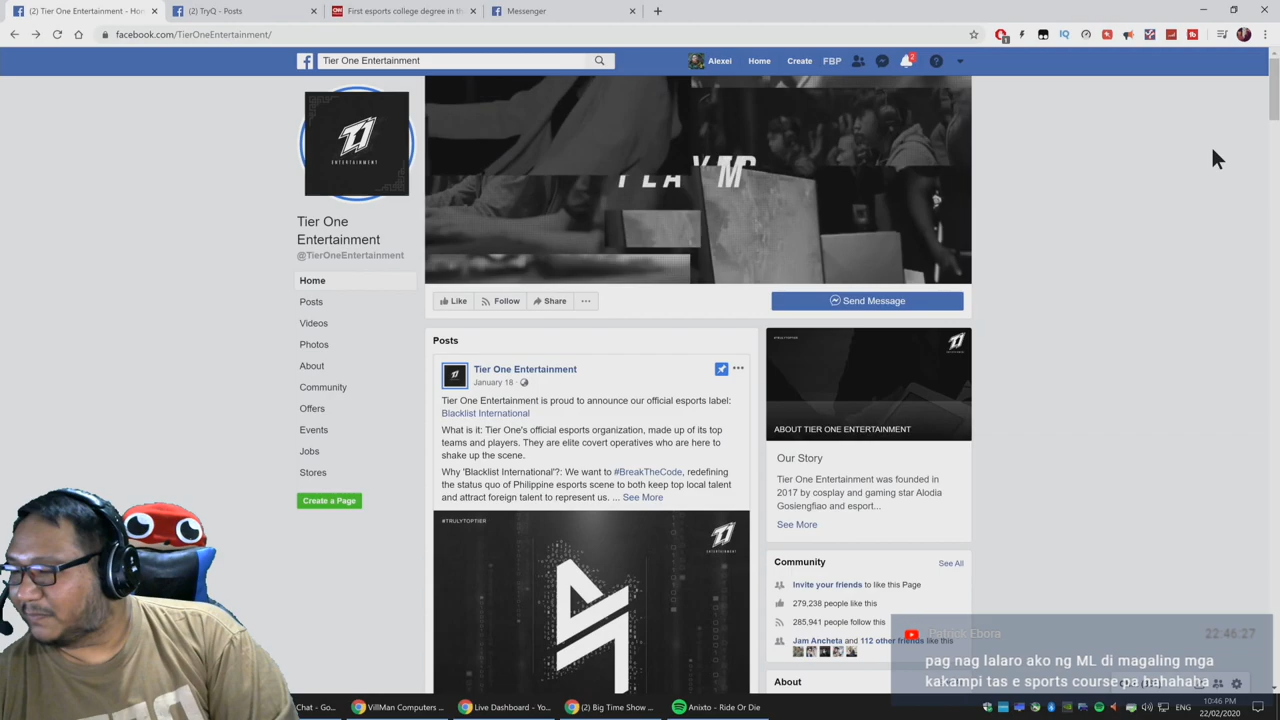 (2) Tier One Entertainment - Hom
(2) TryQ - Posts
First esports college degree in th
Messenger
facebook.com/TierOneEntertainment/
Tier One Entertainment
Alexei
Home
Create
FBP
2
TI
ENTERTAINMENT
PLAY
Tier One
Entertainment
@TierOneEntertainment
Home
Posts
Videos
Photos
About
Community
Offers
Events
Jobs
Stores
Create a Page
Like
Follow
Share
Send Message
Posts
Tier One Entertainment
January 18
Tier One Entertainment is proud to announce our official esports label:
Blacklist International
What is it: Tier One's official esports organization, made up of its top
teams and players. They are elite covert operatives who are here to
shake up the scene.
Why 'Blacklist International'?: We want to #BreakTheCode, redefining
the status quo of Philippine esports scene to both keep top local talent
and attract foreign talent to represent us. ... See More
#TRULYTOPTIER
ENTERTAINMENT
ABOUT TIER ONE ENTERTAINMENT
Our Story
Tier One Entertainment was founded in
2017 by cosplay and gaming star Alodia
Gosiengfiao and esport...
See More
Community
See All
Invite your friends to like this Page
279,238 people like this
285,941 people follow this
Jam Ancheta and 112 other friends like this
About
Patrick Ebora
22:46:27
pag nag lalaro ako ng ML di magaling mga
kakampi tas e sports course pa hahahaha
Chat - Go...
VillMan Computers ...
Live Dashboard - Yo...
(2) Big Time Show ...
Anixto - Ride Or Die
ENG
10:46 PM
22/02/2020